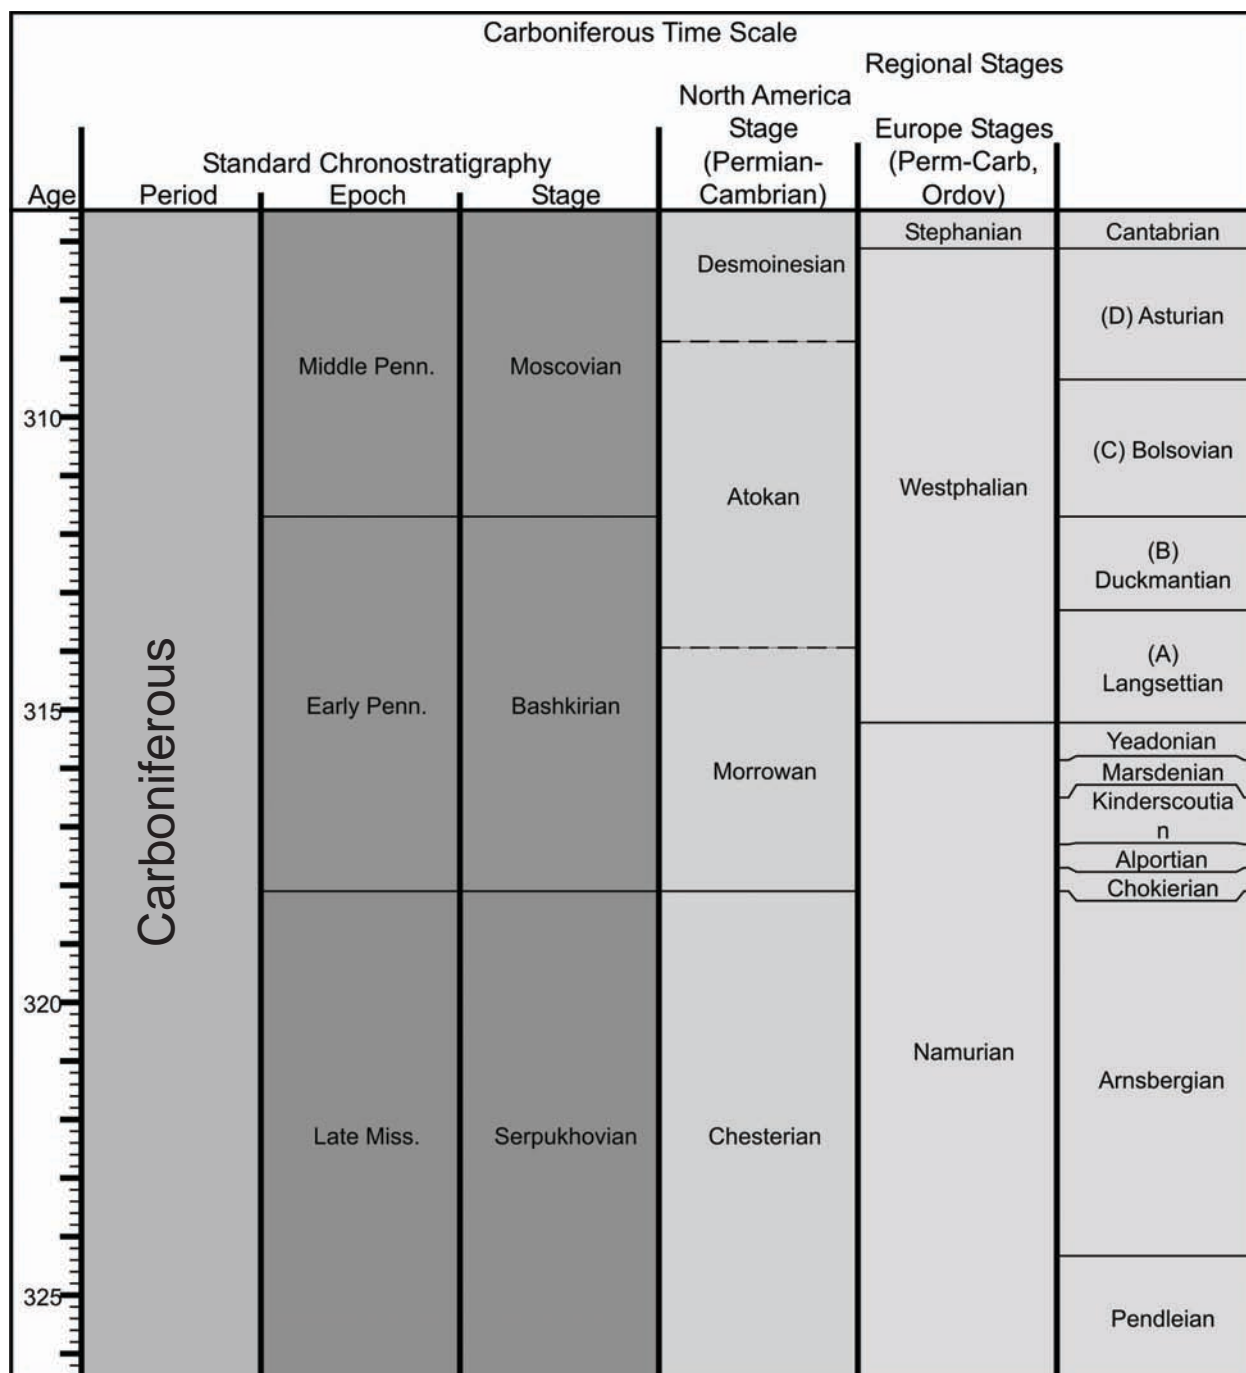 Carboniferous Time Scale
Regional Stages
North America
Stage
(Permian-
Cambrian)
Europe Stages
(Perm-Carb,
Ordov)
Standard Chronostratigraphy
Age
Period
Epoch
Stage
310
315
320
325
Carboniferous
Middle Penn.
Early Penn.
Late Miss.
Moscovian
Bashkirian
Serpukhovian
Desmoinesian
Atokan
Morrowan
Chesterian
Stephanian
Westphalian
Namurian
Cantabrian
(D) Asturian
(C) Bolsovian
(B)
Duckmantian
(A)
Langsettian
Yeadonian
Marsdenian
Kinderscoutia
n
Alportian
Chokierian
Arnsbergian
Pendleian